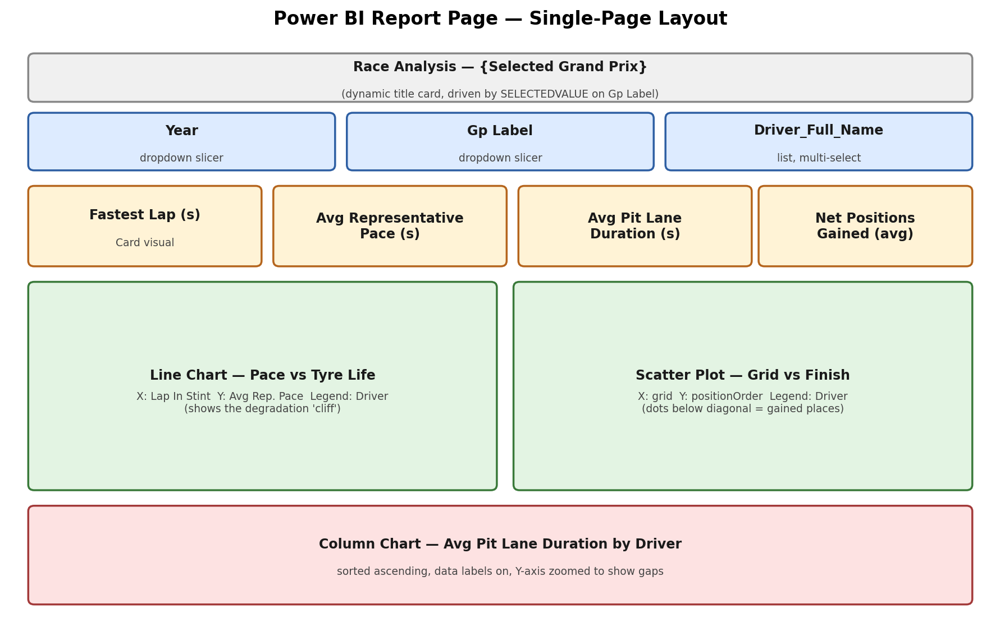 Power BI Report Page — Single-Page Layout
Race Analysis — {Selected Grand Prix}
(dynamic title card, driven by SELECTEDVALUE on Gp Label)
Year
dropdown slicer
Gp Label
dropdown slicer
Driver_Full_Name
list, multi-select
Fastest Lap (s)
Card visual
Avg Representative
Pace (s)
Avg Pit Lane
Duration (s)
Net Positions
Gained (avg)
Line Chart — Pace vs Tyre Life
X: Lap In Stint  Y: Avg Rep. Pace  Legend: Driver
(shows the degradation 'cliff')
Scatter Plot — Grid vs Finish
X: grid  Y: positionOrder  Legend: Driver
(dots below diagonal = gained places)
Column Chart — Avg Pit Lane Duration by Driver
sorted ascending, data labels on, Y-axis zoomed to show gaps